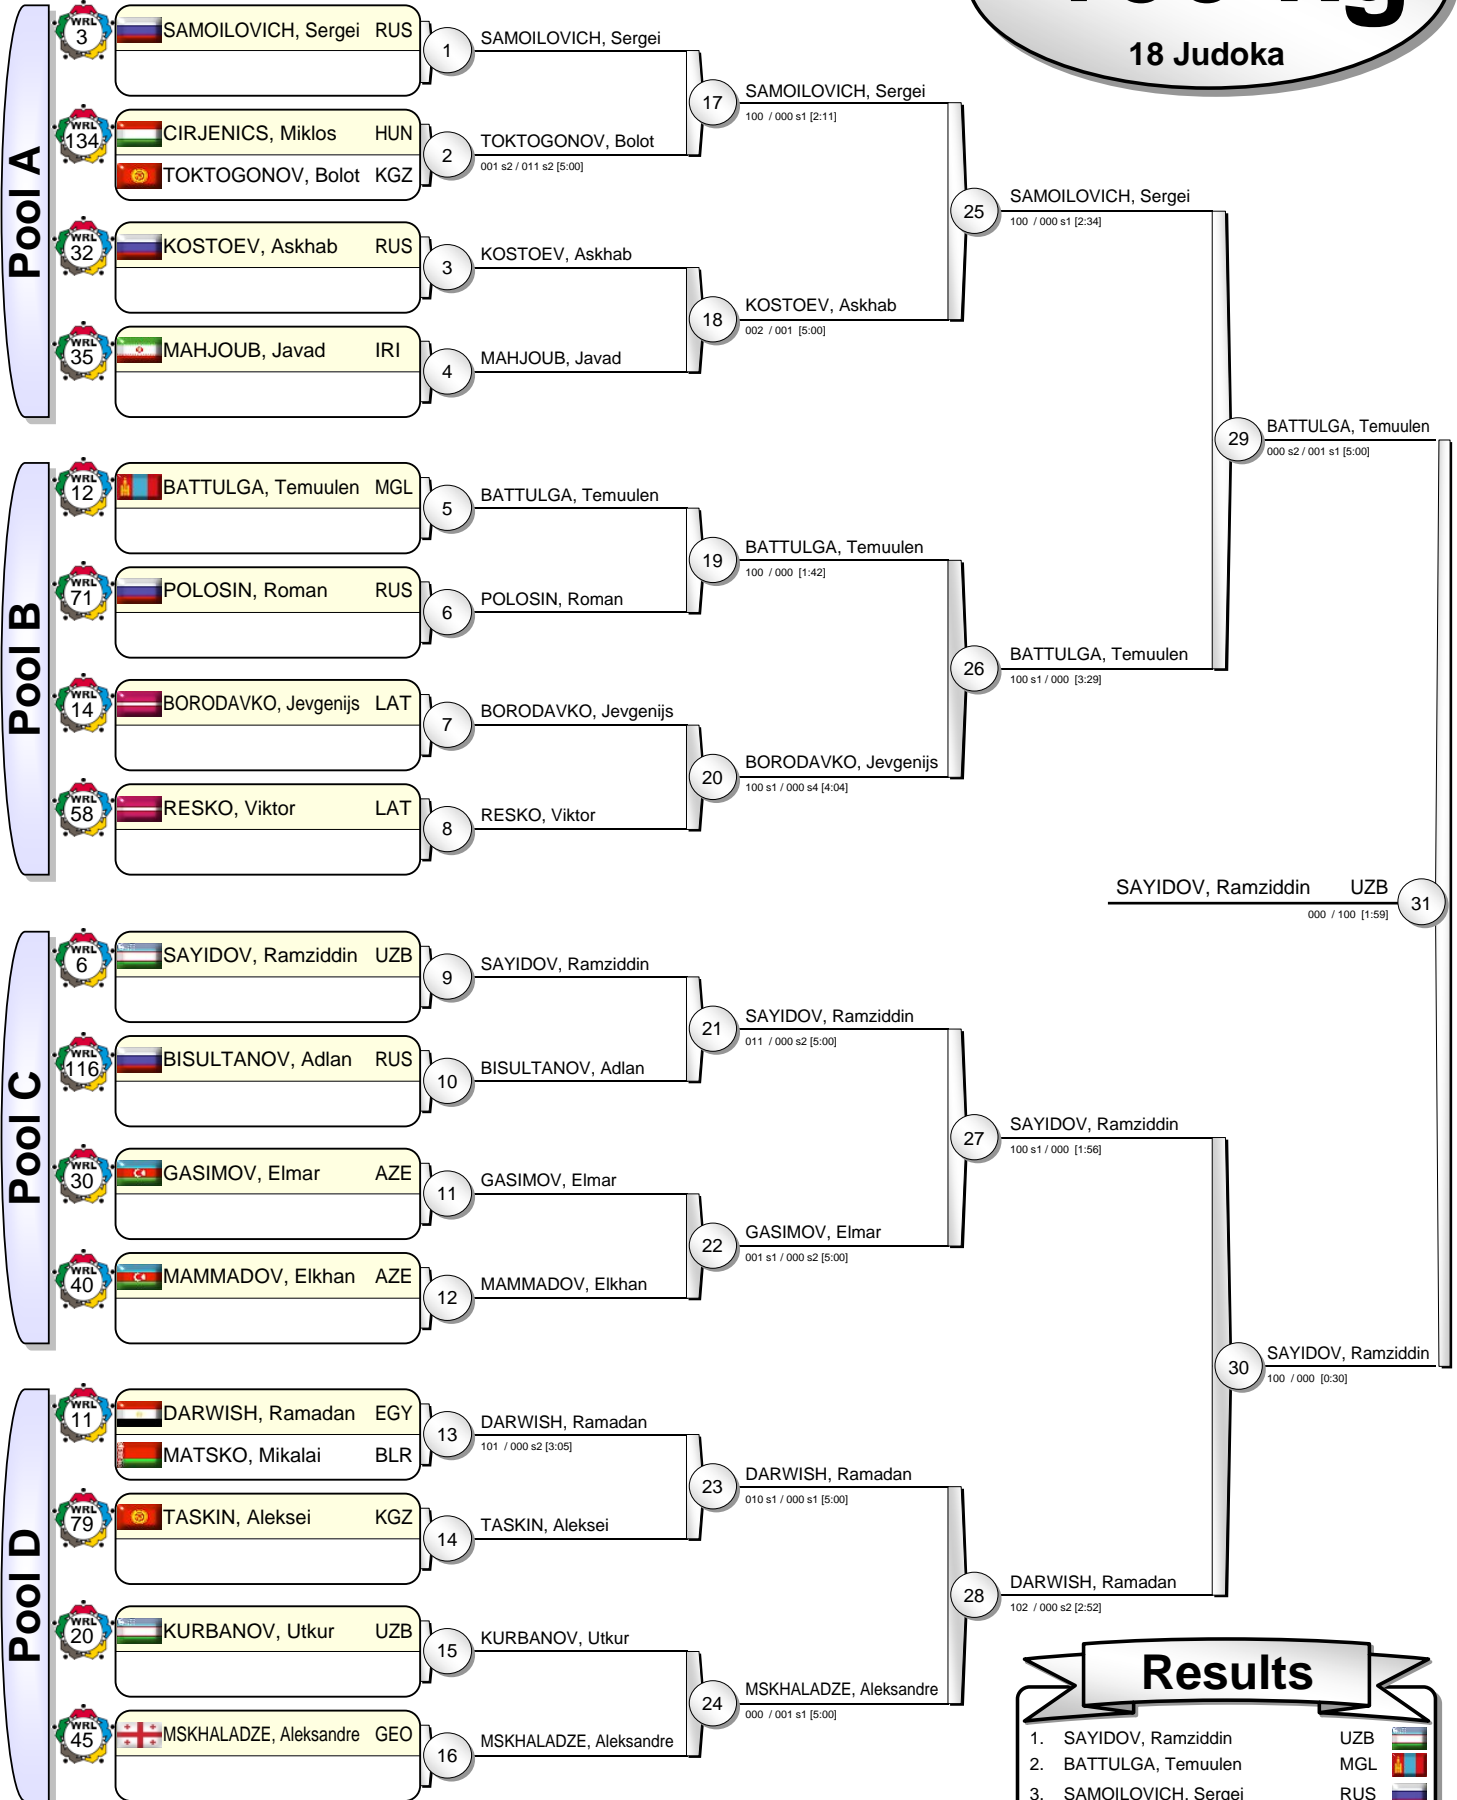 18 Judoka
Pool A
WRL 3 SAMOILOVICH, Sergei RUS
WRL 134 CIRJENICS, Miklos HUN
TOKTOGONOV, Bolot KGZ
WRL 32 KOSTOEV, Askhab RUS
WRL 35 MAHJOUB, Javad IRI
1 SAMOILOVICH, Sergei
2 TOKTOGONOV, Bolot
001 s2 / 011 s2 [5:00]
3 KOSTOEV, Askhab
4 MAHJOUB, Javad
17 SAMOILOVICH, Sergei
100 / 000 s1 [2:11]
18 KOSTOEV, Askhab
002 / 001 [5:00]
25 SAMOILOVICH, Sergei
100 / 000 s1 [2:34]
Pool B
WRL 12 BATTULGA, Temuulen MGL
WRL 71 POLOSIN, Roman RUS
WRL 14 BORODAVKO, Jevgenijs LAT
WRL 58 RESKO, Viktor LAT
5 BATTULGA, Temuulen
6 POLOSIN, Roman
7 BORODAVKO, Jevgenijs
8 RESKO, Viktor
19 BATTULGA, Temuulen
100 / 000 [1:42]
20 BORODAVKO, Jevgenijs
100 s1 / 000 s4 [4:04]
26 BATTULGA, Temuulen
100 s1 / 000 [3:29]
29 BATTULGA, Temuulen
000 s2 / 001 s1 [5:00]
SAYIDOV, Ramziddin UZB 31
000 / 100 [1:59]
Pool C
WRL 6 SAYIDOV, Ramziddin UZB
WRL 116 BISULTANOV, Adlan RUS
WRL 30 GASIMOV, Elmar AZE
WRL 40 MAMMADOV, Elkhan AZE
9 SAYIDOV, Ramziddin
10 BISULTANOV, Adlan
11 GASIMOV, Elmar
12 MAMMADOV, Elkhan
21 SAYIDOV, Ramziddin
011 / 000 s2 [5:00]
22 GASIMOV, Elmar
001 s1 / 000 s2 [5:00]
27 SAYIDOV, Ramziddin
100 s1 / 000 [1:56]
30 SAYIDOV, Ramziddin
100 / 000 [0:30]
Pool D
WRL 11 DARWISH, Ramadan EGY
MATSKO, Mikalai BLR
WRL 79 TASKIN, Aleksei KGZ
WRL 20 KURBANOV, Utkur UZB
WRL 45 MSKHALADZE, Aleksandre GEO
13 DARWISH, Ramadan
101 / 000 s2 [3:05]
14 TASKIN, Aleksei
15 KURBANOV, Utkur
16 MSKHALADZE, Aleksandre
23 DARWISH, Ramadan
010 s1 / 000 s1 [5:00]
24 MSKHALADZE, Aleksandre
000 / 001 s1 [5:00]
28 DARWISH, Ramadan
102 / 000 s2 [2:52]
Results
1. SAYIDOV, Ramziddin UZB
2. BATTULGA, Temuulen MGL
3. SAMOILOVICH, Sergei RUS